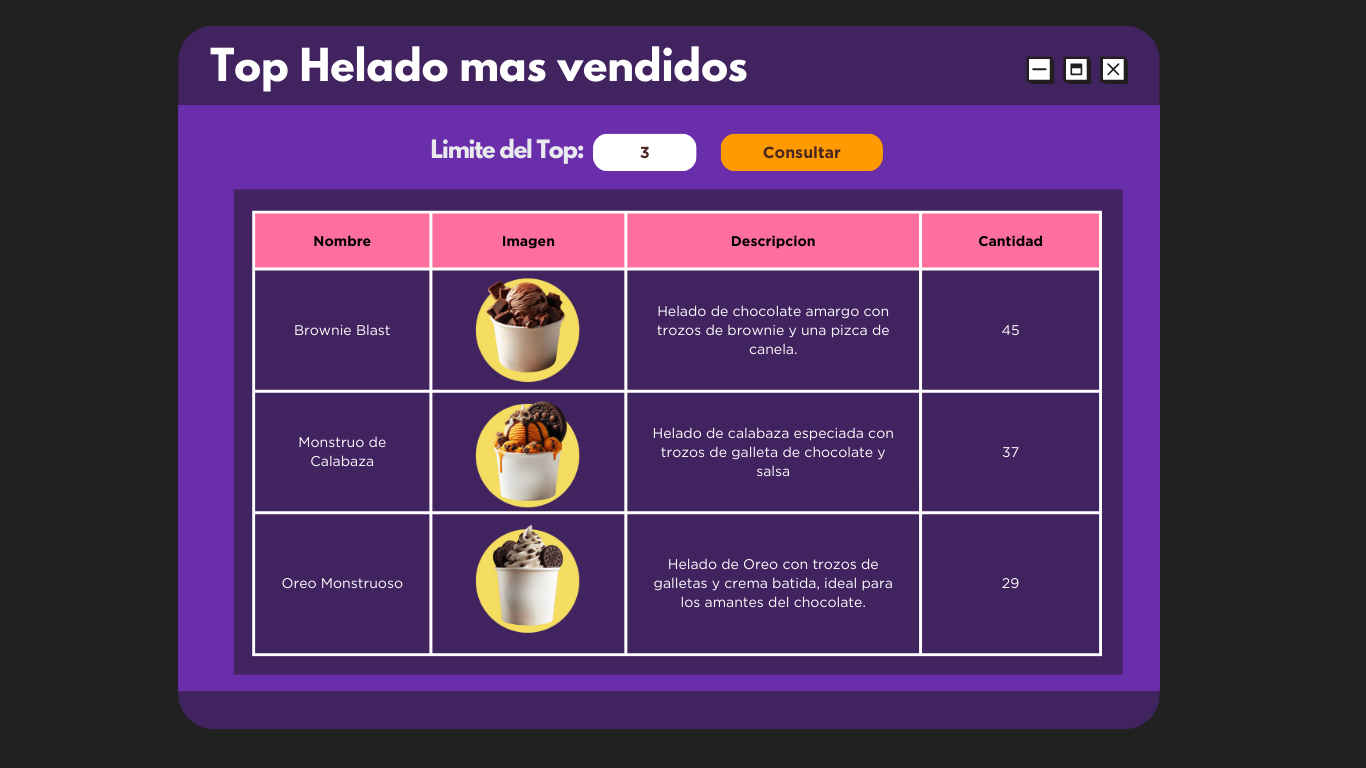 Top Helado mas vendidos
Limite del Top:
3
Consultar
Nombre
Imagen
Descripcion
Cantidad
Brownie Blast
Helado de chocolate amargo con
trozos de brownie y una pizca de
canela.
45
Monstruo de
Calabaza
Helado de calabaza especiada con
trozos de galleta de chocolate y
salsa
37
Oreo Monstruoso
Helado de Oreo con trozos de
galletas y crema batida, ideal para
los amantes del chocolate.
29